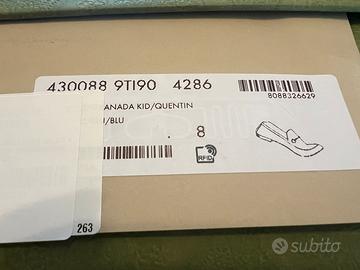 430088 9TI90 4286
8088326629
ANADA KID/QUENTIN
/BLU
. 8
RFID
263
subito